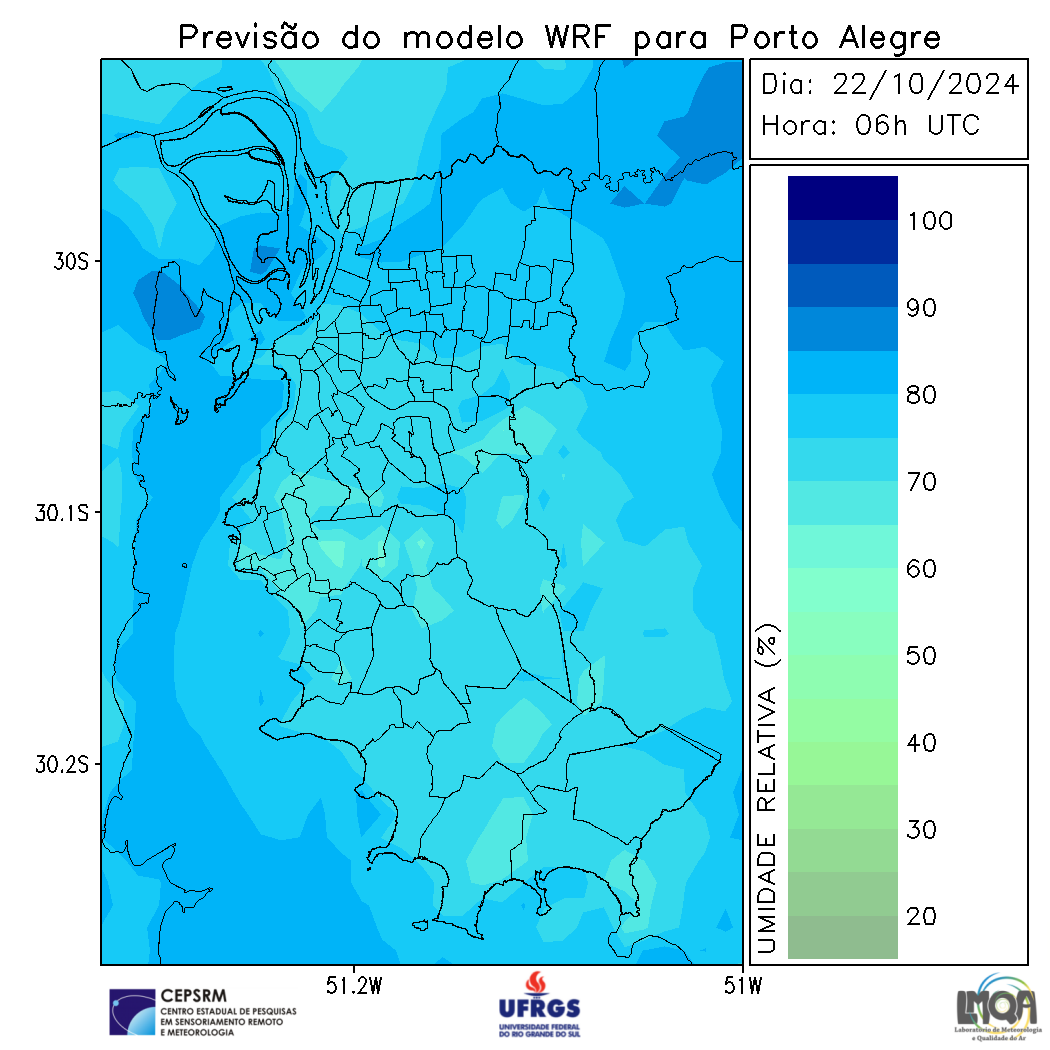 Previsão do modelo WRF para Porto Alegre
Dia: 22/10/2024
Hora: 06h UTC
100
90
80
70
60
50
40
30
20
UMIDADE RELATIVA (%)
30S
30.1S
30.2S
51.2W
51W
CEPSRM
CENTRO ESTADUAL DE PESQUISAS
EM SENSORIAMENTO REMOTO
E METEOROLOGIA
UFRGS
UNIVERSIDADE FEDERAL
DO RIO GRANDE DO SUL
LMQA
Laboratório de Meteorologia
e Qualidade do Ar